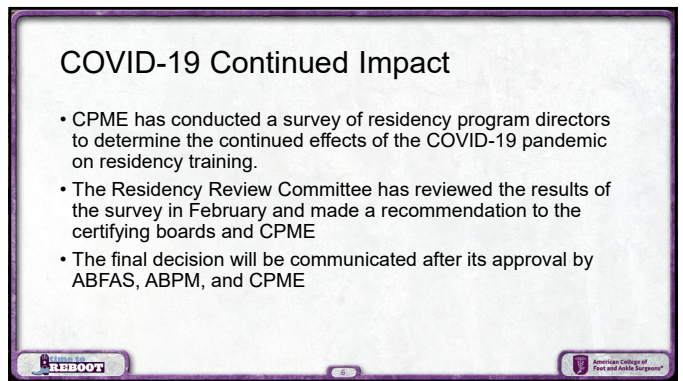 COVID-19 Continued Impact
• CPME has conducted a survey of residency program directors
to determine the continued effects of the COVID-19 pandemic
on residency training.
• The Residency Review Committee has reviewed the results of
the survey in February and made a recommendation to the
certifying boards and CPME
• The final decision will be communicated after its approval by
ABFAS, ABPM, and CPME
time to
REBOOT
6
American College of
Foot and Ankle Surgeons®